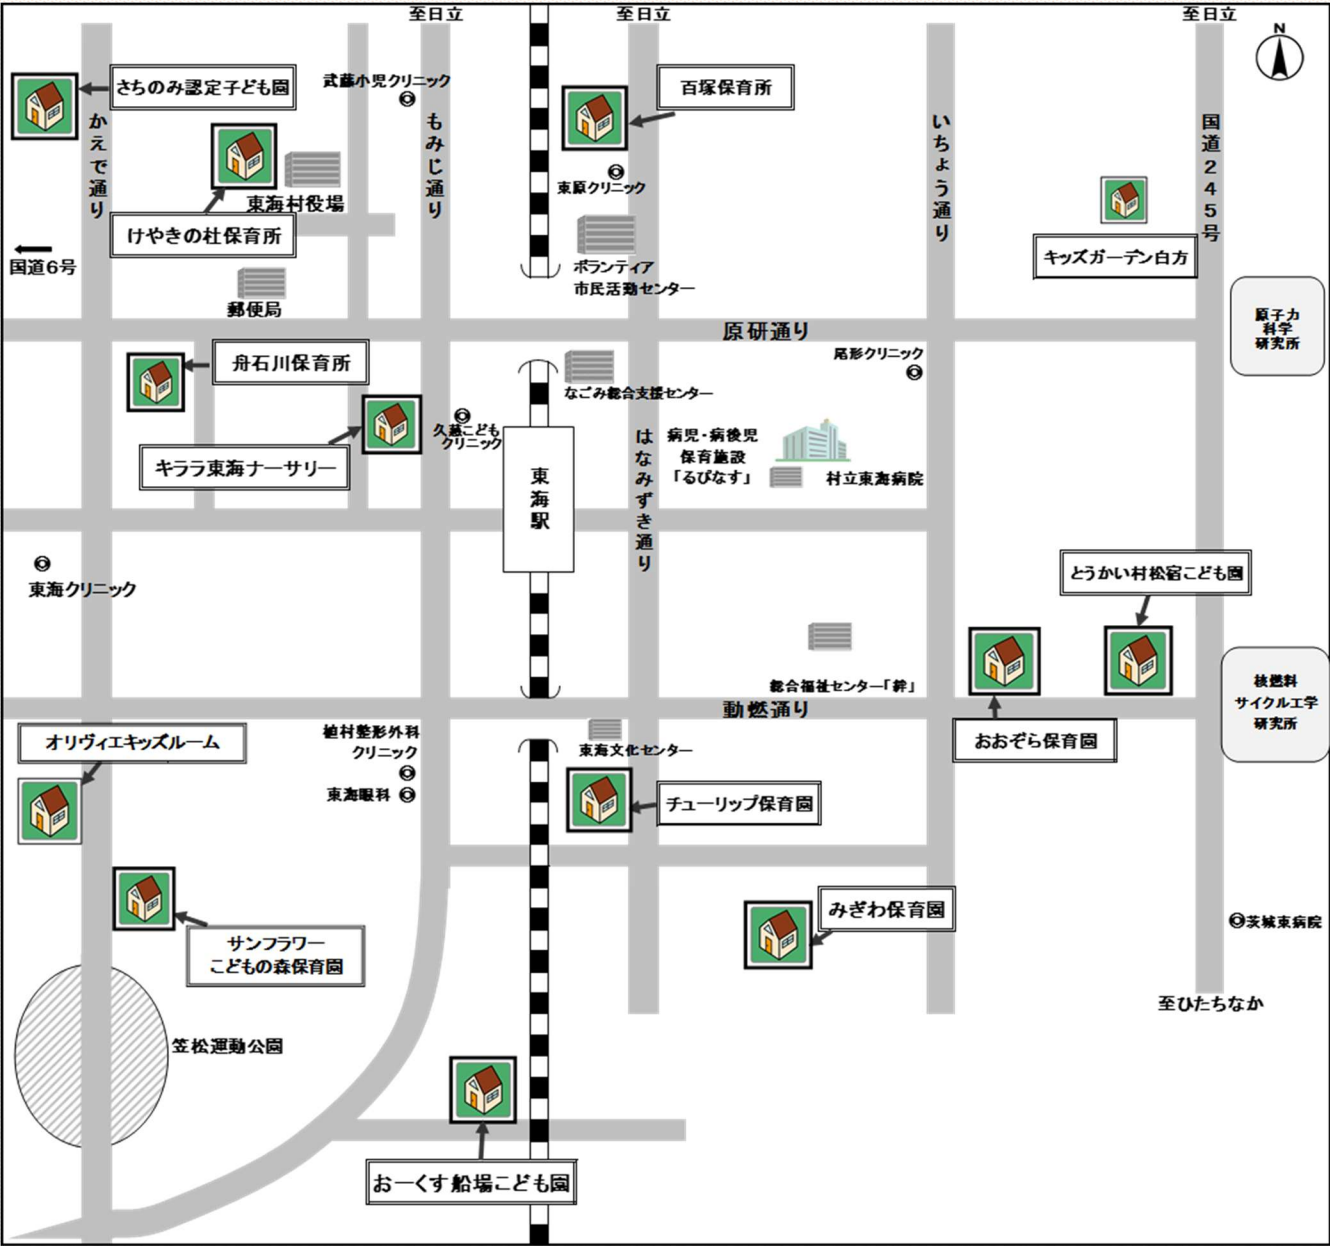 至日立
至日立
至日立
N
さちのみ認定子ども園
武藤小児クリニック
百塚保育所
かえで通り
もみじ通り
いちょう通り
国道245号
東原クリニック
東海村役場
けやきの杜保育所
国道6号
ボランティア
市民活動センター
キッズガーデン白方
郵便局
原子力
科学
研究所
原研通り
舟石川保育所
尾形クリニック
なごみ総合支援センター
キララ東海ナーサリー
久慈こども
クリニック
はなみずき通り
病児・病後児
保育施設
「るぴなす」
村立東海病院
東海駅
東海クリニック
とうかい村松宿こども園
総合福祉センター「絆」
核燃料
サイクル工学
研究所
動燃通り
オリヴィエキッズルーム
植村整形外科
クリニック
東海眼科
東海文化センター
おおぞら保育園
チューリップ保育園
サンフラワー
こどもの森保育園
みぎわ保育園
茨城東病院
至ひたちなか
笠松運動公園
おーくす船場こども園